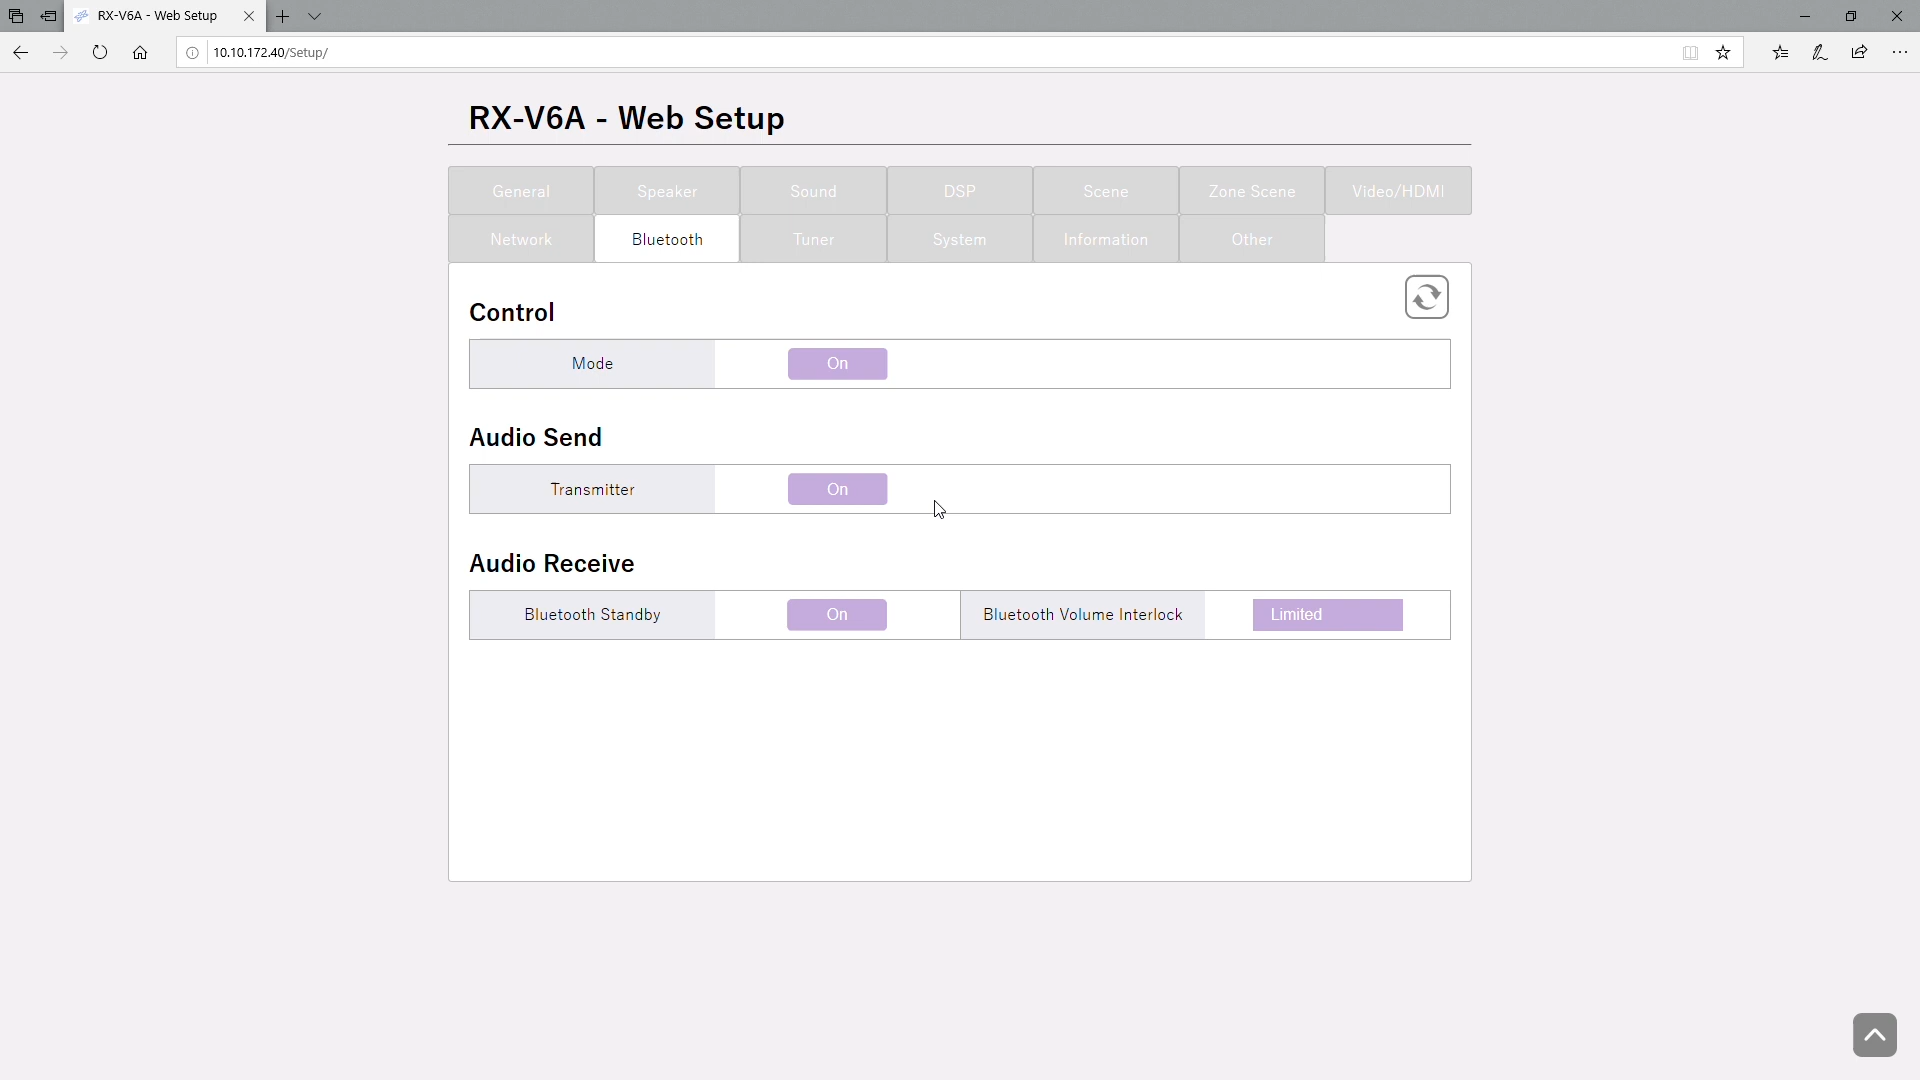 RX-V6A - Web Setup
10.10.172.40/Setup/
RX-V6A - Web Setup
General Speaker Sound DSP Scene Zone Scene Video/HDMI
Network Bluetooth Tuner System Information Other
Control
Mode On
Audio Send
Transmitter On
Audio Receive
Bluetooth Standby On Bluetooth Volume Interlock Limited